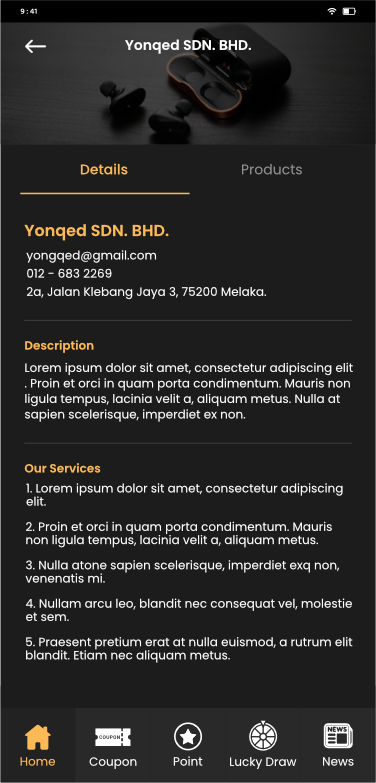 9:41
Yonqed SDN. BHD.
Details
Products
Yonqed SDN. BHD.
yongqed@gmail.com
012 - 683 2269
2a, Jalan Klebang Jaya 3, 75200 Melaka.
Description
Lorem ipsum dolor sit amet, consectetur adipiscing elit
. Proin et orci in quam porta condimentum. Mauris non
ligula tempus, lacinia velit a, aliquam metus. Nulla at
sapien scelerisque, imperdiet ex non.
Our Services
1. Lorem ipsum dolor sit amet, consectetur adipiscing
elit.
2. Proin et orci in quam porta condimentum. Mauris
non ligula tempus, lacinia velit a, aliquam metus.
3. Nulla atone sapien scelerisque, imperdiet exq non,
venenatis mi.
4. Nullam arcu leo, blandit nec consequat vel, molestie
et sem.
5. Praesent pretium erat at nulla euismod, a rutrum elit
blandit. Etiam nec aliquam metus.
COUPON
NEWS
Home
Coupon
Point
Lucky Draw
News